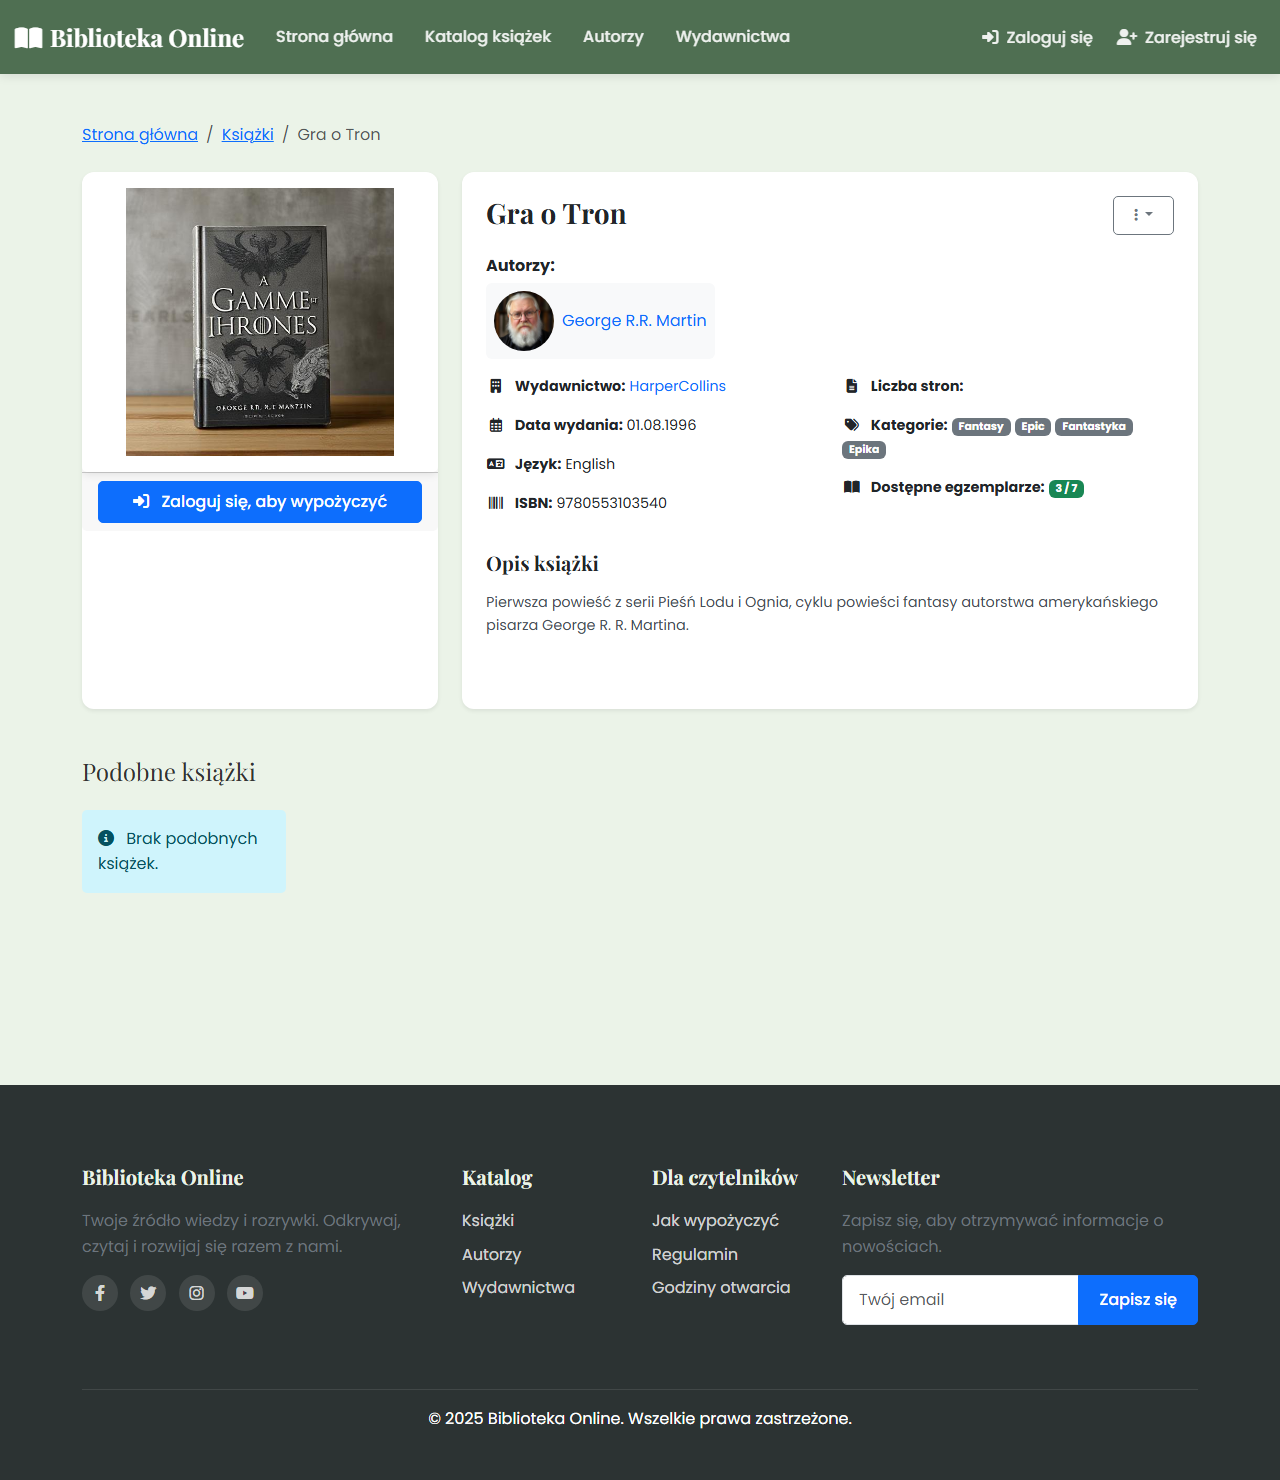 Biblioteka Online
Strona główna
Katalog książek
Autorzy
Wydawnictwa
Zaloguj się
Zarejestruj się
Strona główna / Książki / Gra o Tron
A
GAMME
THRONES
GEORGE RD. R.T MARTIIN
Gra o Tron
Autorzy:
George R.R. Martin
Wydawnictwo: HarperCollins
Data wydania: 01.08.1996
Język: English
ISBN: 9780553103540
Liczba stron:
Kategorie: Fantasy Epic Fantastyka
Epika
Dostępne egzemplarze: 3 / 7
Zaloguj się, aby wypożyczyć
Opis książki
Pierwsza powieść z serii Pieśń Lodu i Ognia, cyklu powieści fantasy autorstwa amerykańskiego
pisarza George R. R. Martina.
Podobne książki
Brak podobnych
książek.
Biblioteka Online
Twoje źródło wiedzy i rozrywki. Odkrywaj,
czytaj i rozwijaj się razem z nami.
Katalog
Książki
Autorzy
Wydawnictwa
Dla czytelników
Jak wypożyczyć
Regulamin
Godziny otwarcia
Newsletter
Zapisz się, aby otrzymywać informacje o
nowościach.
Twój email
Zapisz się
© 2025 Biblioteka Online. Wszelkie prawa zastrzeżone.